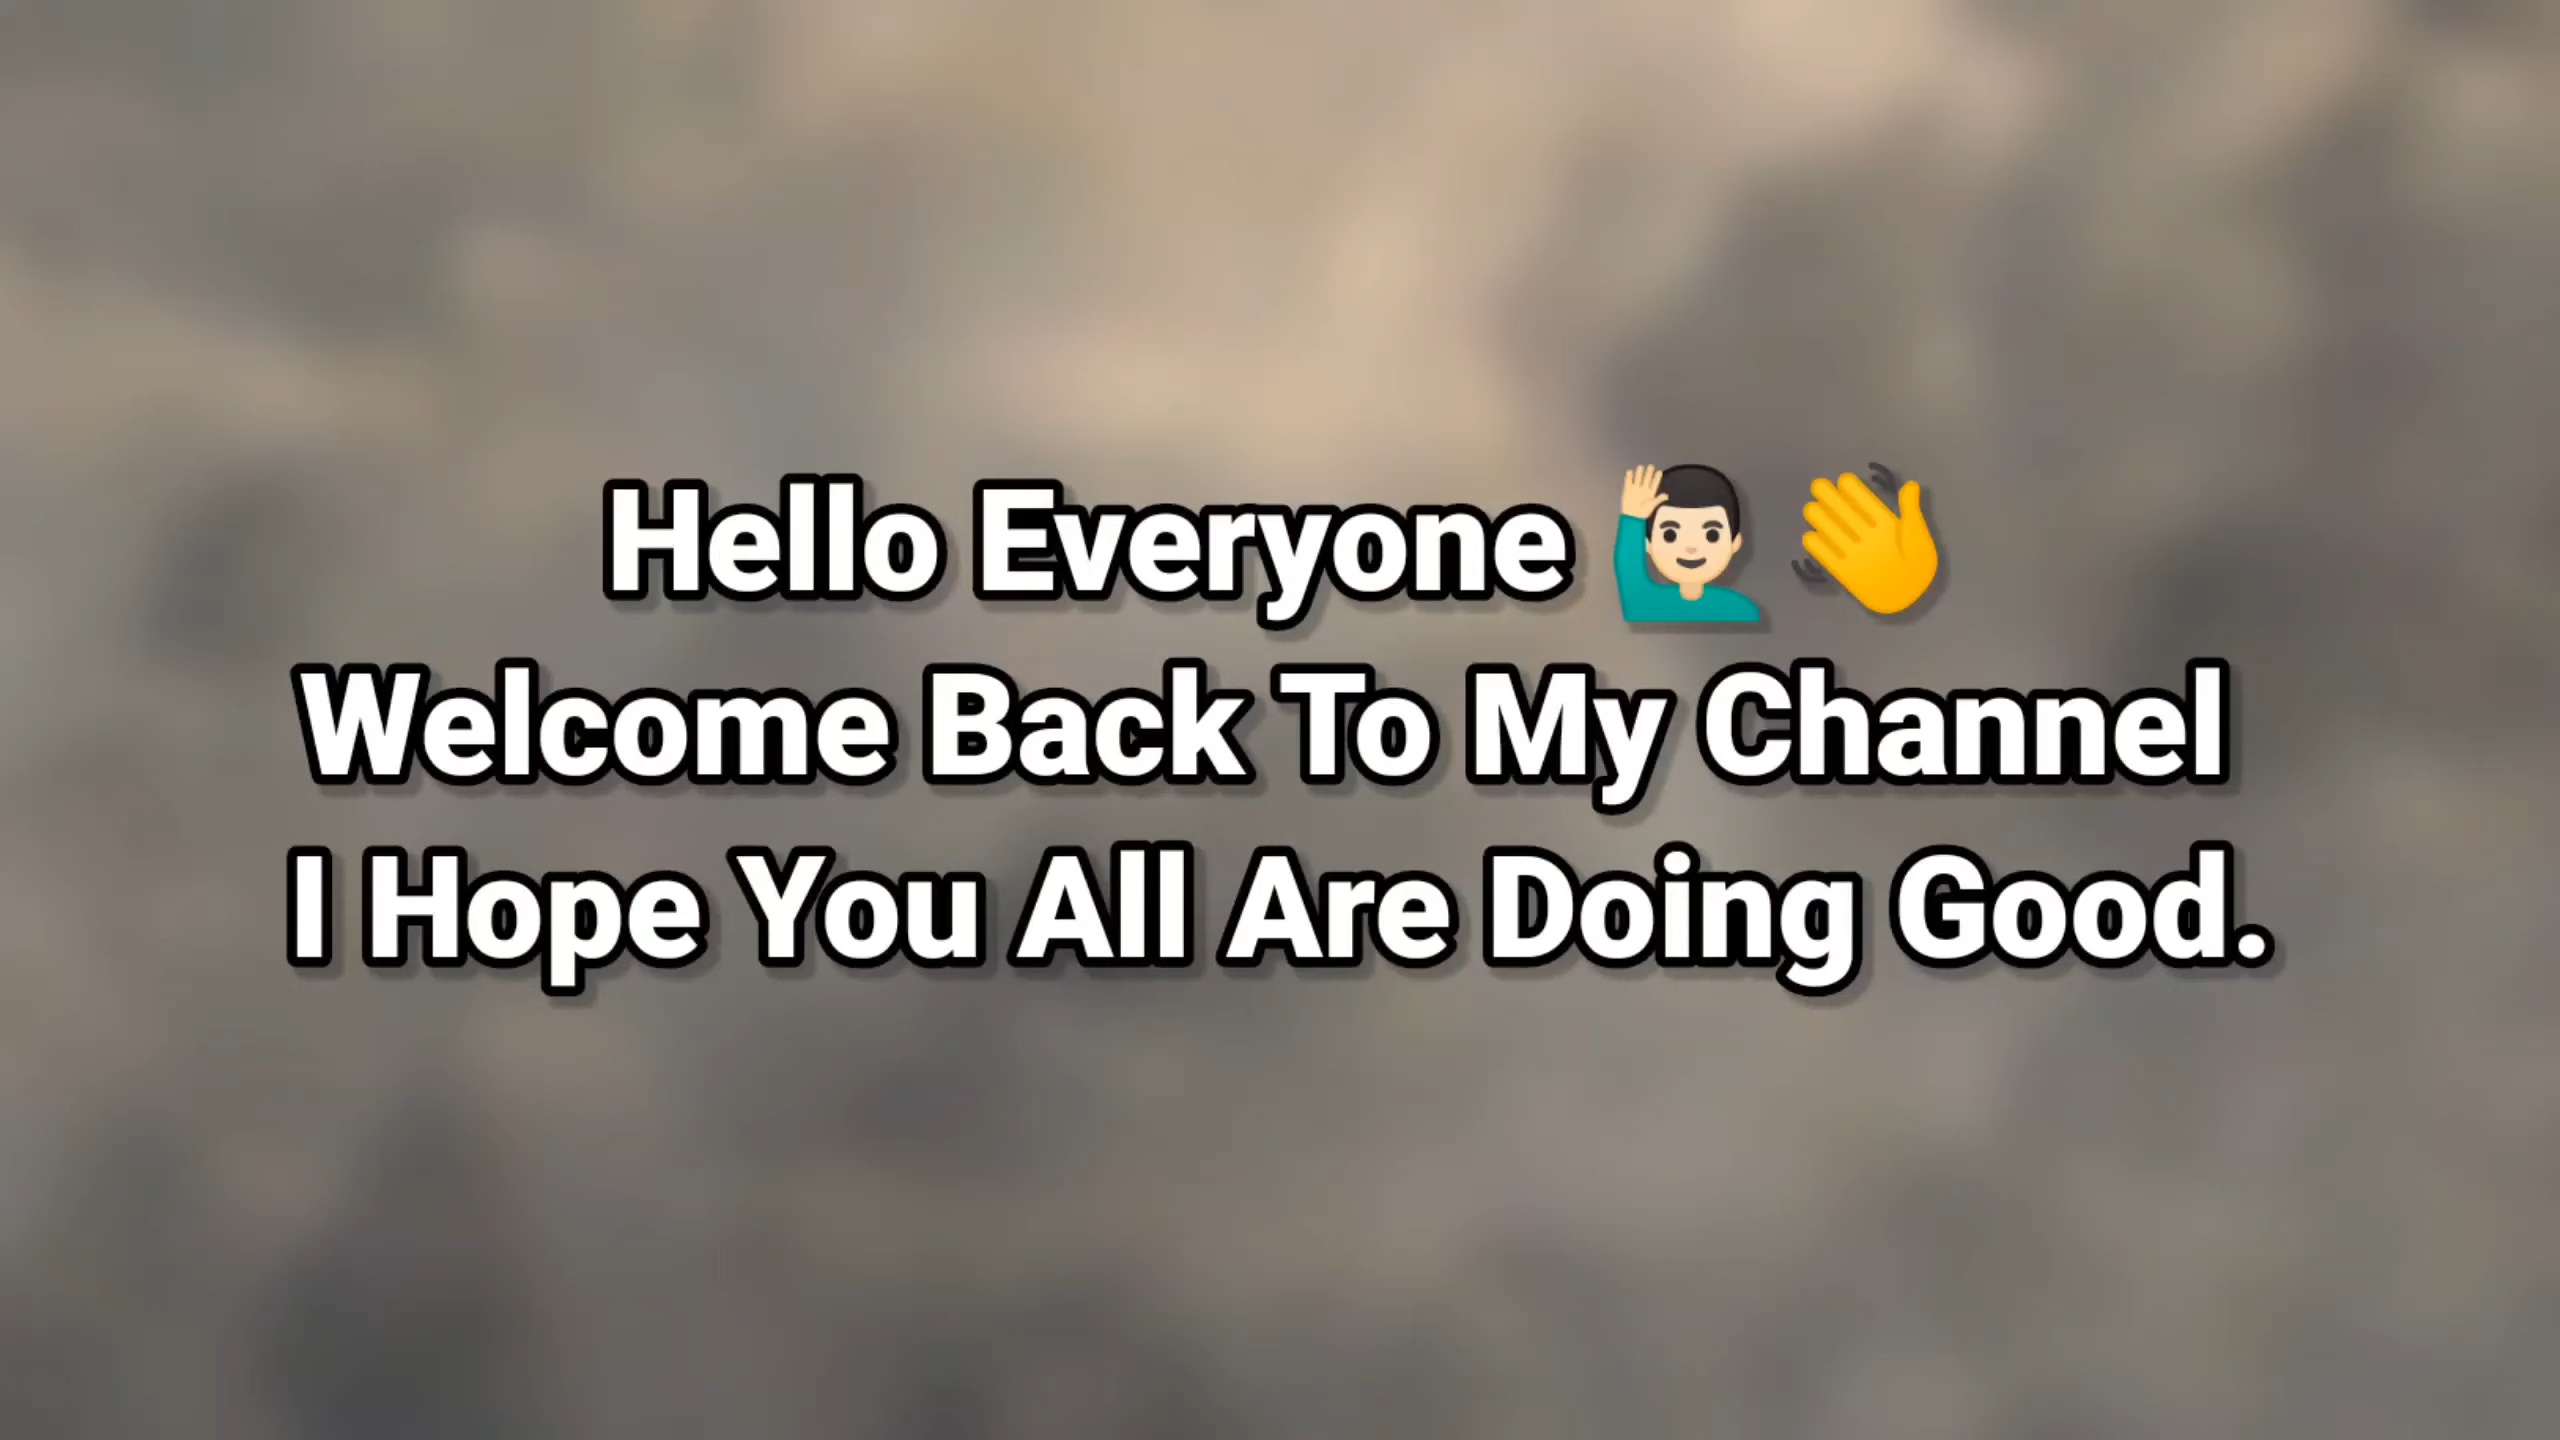 Hello Everyone 🙋🏻‍♂️ 👋
Welcome Back To My Channel
I Hope You All Are Doing Good.